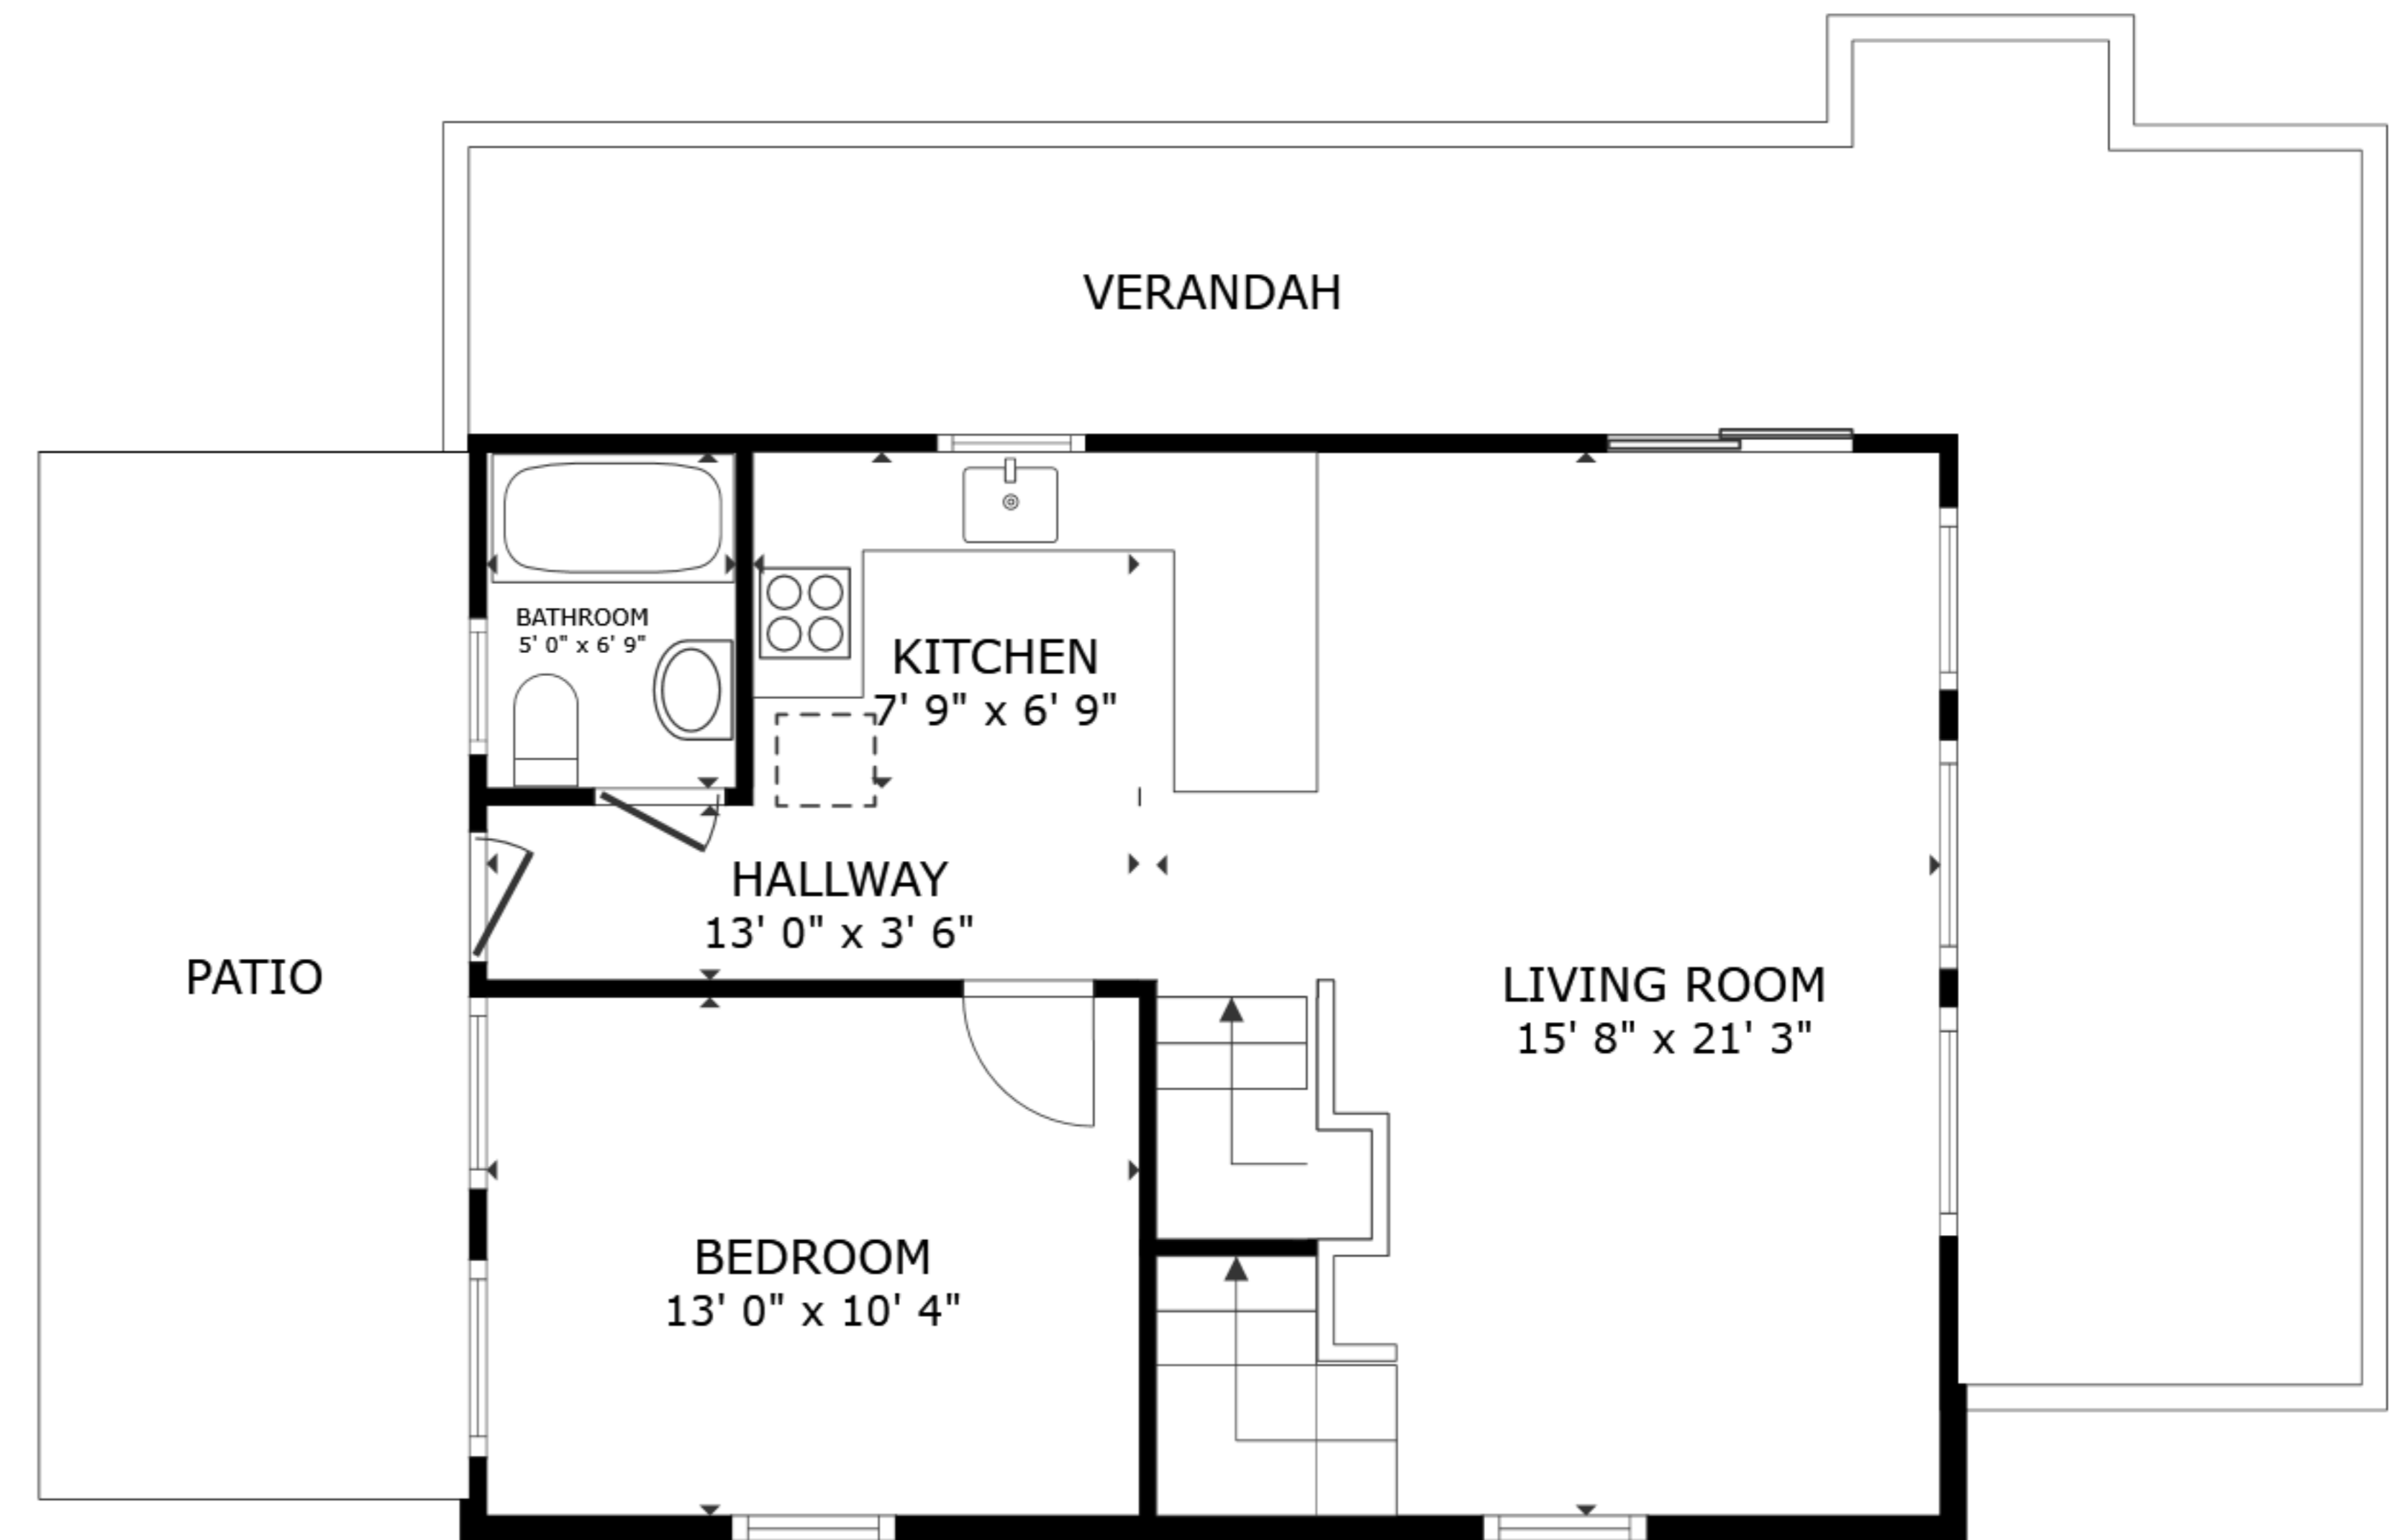 VERANDAH
BATHROOM
5' 0" x 6' 9"
KITCHEN
7' 9" x 6' 9"
HALLWAY
13' 0" x 3' 6"
PATIO
LIVING ROOM
15' 8" x 21' 3"
BEDROOM
13' 0" x 10' 4"